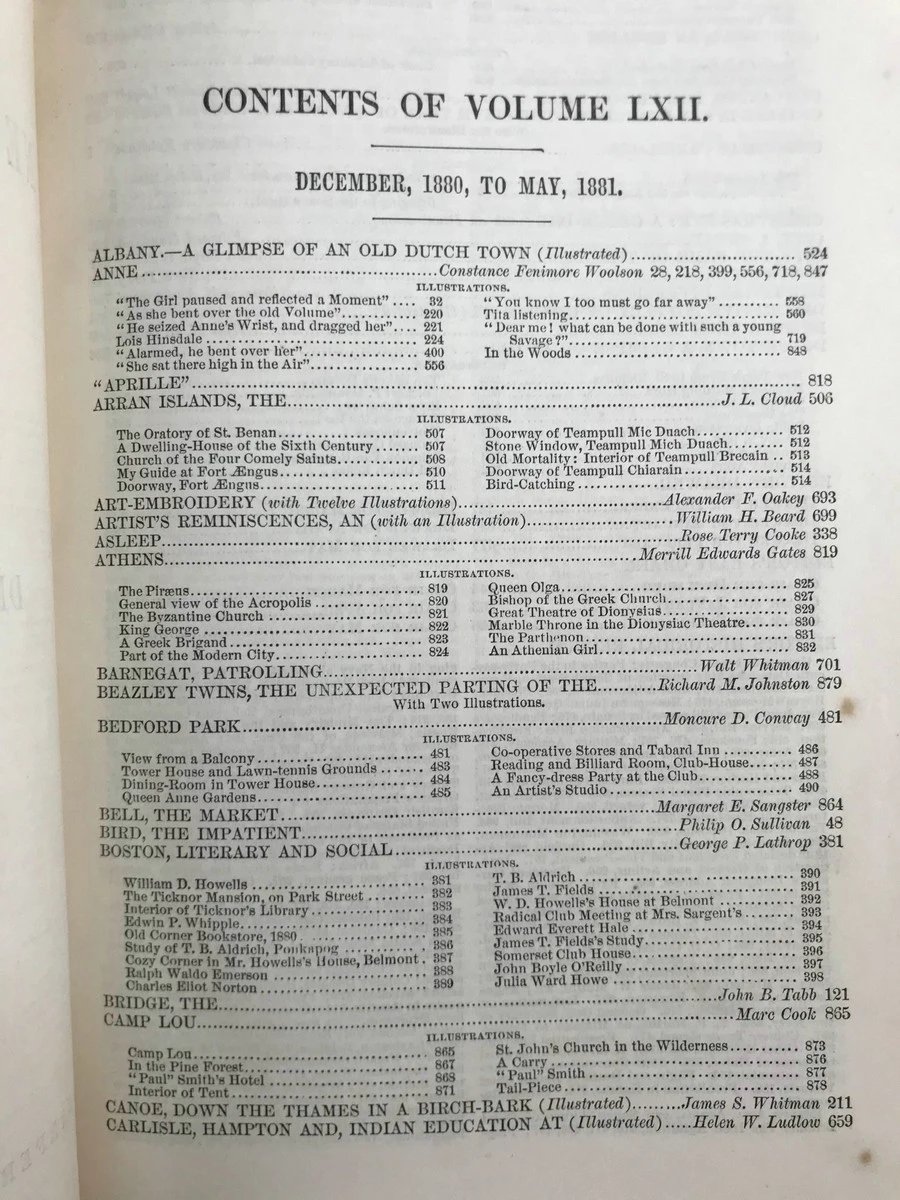 CONTENTS OF VOLUME LXII.
DECEMBER, 1880, TO MAY, 1881.
ALBANY.—A GLIMPSE OF AN OLD DUTCH TOWN (Illustrated) 524
ANNE Constance Fenimore Woolson 28, 218, 399, 556, 718, 847
ILLUSTRATIONS.
"The Girl paused and reflected a Moment" 32
"As she bent over the old Volume" 220
"He seized Anne's Wrist, and dragged her" 221
Lois Hinsdale 224
"Alarmed, he bent over her" 400
"She sat there high in the Air" 556
"You know I too must go far away" 558
Tita listening 560
"Dear me! what can be done with such a young
Savage?" 719
In the Woods 848
"APRILLE" 818
ARRAN ISLANDS, THE J. L. Cloud 506
ILLUSTRATIONS.
The Oratory of St. Benan 507
A Dwelling-House of the Sixth Century 507
Church of the Four Comely Saints 508
My Guide at Fort Ængus 510
Doorway, Fort Ængus 511
Doorway of Teampull Mic Duach 512
Stone Window, Teampull Mich Duach 512
Old Mortality: Interior of Teampull Brecain 513
Doorway of Teampull Chiarain 514
Bird-Catching 514
ART-EMBROIDERY (with Twelve Illustrations) Alexander F. Oakey 693
ARTIST'S REMINISCENCES, AN (with an Illustration) William H. Beard 699
ASLEEP Rose Terry Cooke 338
ATHENS Merrill Edwards Gates 819
ILLUSTRATIONS.
The Piræus 819
General view of the Acropolis 820
The Byzantine Church 821
King George 822
A Greek Brigand 823
Part of the Modern City 824
Queen Olga 825
Bishop of the Greek Church 827
Great Theatre of Dionysius 829
Marble Throne in the Dionysiac Theatre 830
The Parthenon 831
An Athenian Girl 832
BARNEGAT, PATROLLING Walt Whitman 701
BEAZLEY TWINS, THE UNEXPECTED PARTING OF THE Richard M. Johnston 879
With Two Illustrations.
BEDFORD PARK Moncure D. Conway 481
ILLUSTRATIONS.
View from a Balcony 481
Tower House and Lawn-tennis Grounds 483
Dining-Room in Tower House 484
Queen Anne Gardens 485
Co-operative Stores and Tabard Inn 486
Reading and Billiard Room, Club-House 487
A Fancy-dress Party at the Club 488
An Artist's Studio 490
BELL, THE MARKET Margaret E. Sangster 864
BIRD, THE IMPATIENT Philip O. Sullivan 48
BOSTON, LITERARY AND SOCIAL George P. Lathrop 381
ILLUSTRATIONS.
William D. Howells 381
The Ticknor Mansion, on Park Street 382
Interior of Ticknor's Library 383
Edwin P. Whipple 384
Old Corner Bookstore, 1880 385
Study of T. B. Aldrich, Ponkapog 386
Cozy Corner in Mr. Howells's House, Belmont 387
Ralph Waldo Emerson 388
Charles Eliot Norton 389
T. B. Aldrich 390
James T. Fields 391
W. D. Howells's House at Belmont 392
Radical Club Meeting at Mrs. Sargent's 393
Edward Everett Hale 394
James T. Fields's Study 395
Somerset Club House 396
John Boyle O'Reilly 397
Julia Ward Howe 398
BRIDGE, THE John B. Tabb 121
CAMP LOU Marc Cook 865
ILLUSTRATIONS.
Camp Lou 865
In the Pine Forest 867
"Paul" Smith's Hotel 868
Interior of Tent 871
St. John's Church in the Wilderness 873
A Carry 876
"Paul" Smith 877
Tail-Piece 878
CANOE, DOWN THE THAMES IN A BIRCH-BARK (Illustrated) James S. Whitman 211
CARLISLE, HAMPTON AND, INDIAN EDUCATION AT (Illustrated) Helen W. Ludlow 659